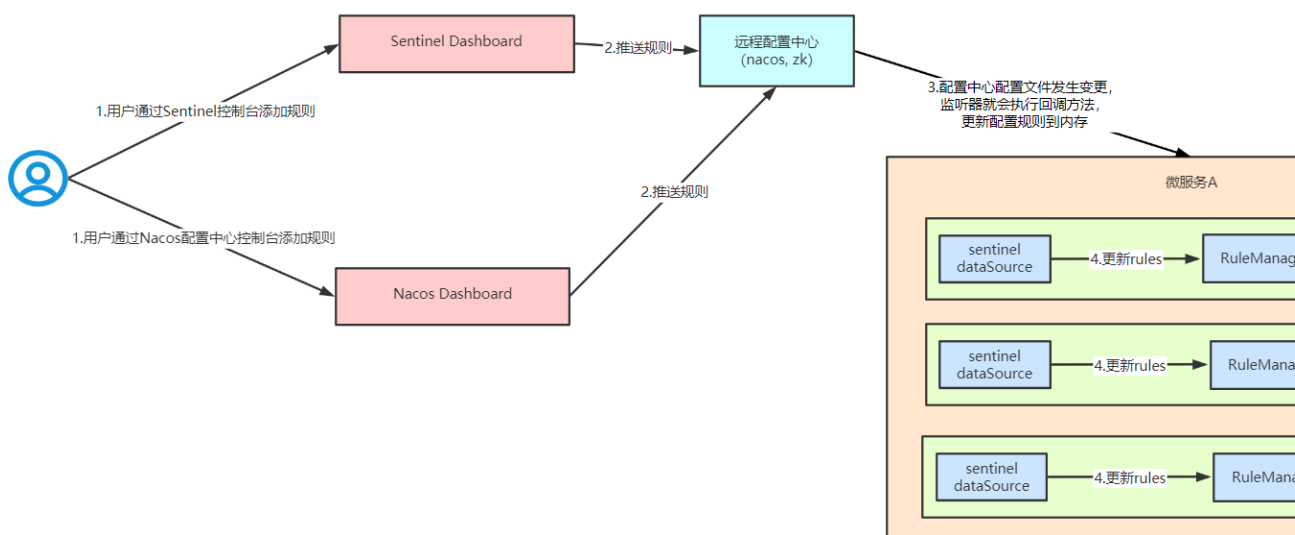 Sentinel Dashboard
2.推送规则
远程配置中心
(nacos, zk)
1.用户通过Sentinel控制台添加规则
3.配置中心配置文件发生变更,
监听器就会执行回调方法,
更新配置规则到内存
2.推送规则
微服务A
1.用户通过Nacos配置中心控制台添加规则
Nacos Dashboard
sentinel
dataSource
4.更新rules
RuleManag
sentinel
dataSource
4.更新rules
RuleMana
sentinel
dataSource
4.更新rules
RuleMana